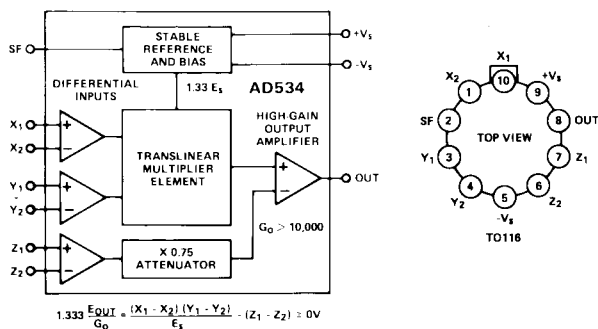 SF
STABLE
REFERENCE
AND BIAS
+Vs
-Vs
AD534
1.33 Es
DIFFERENTIAL
INPUTS
HIGH-GAIN
OUTPUT
AMPLIFIER
X1
+
X2
−
TRANSLINEAR
MULTIPLIER
ELEMENT
Y1
+
Y2
−
+
−
OUT
G0 > 10,000
Z1
+
Z2
−
X 0.75
ATTENUATOR
1.333 EOUT/G0 = (X1 - X2) (Y1 - Y2)/Es - (Z1 - Z2) ≅ 0V
X1
10
X2
1
+Vs
9
SF
2
OUT
8
TOP VIEW
Y1
3
Z1
7
Y2
4
Z2
6
5
-Vs
TO116